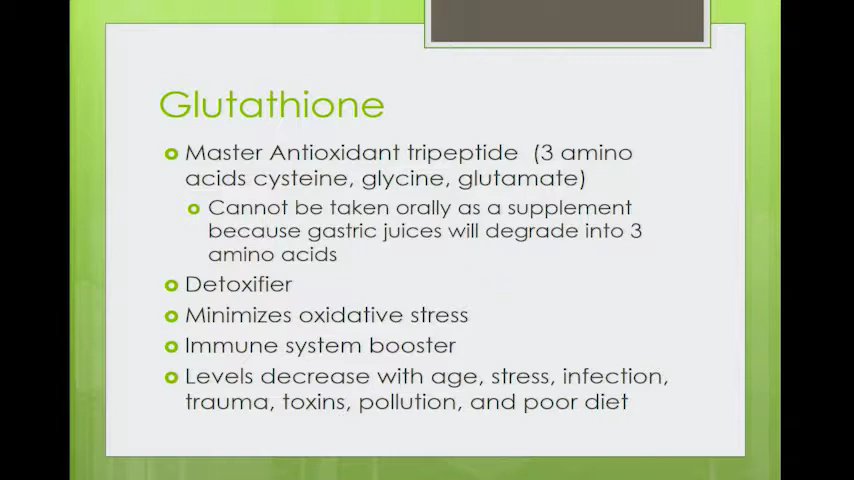 Glutathione
Master Antioxidant tripeptide (3 amino
acids cysteine, glycine, glutamate)
Cannot be taken orally as a supplement
because gastric juices will degrade into 3
amino acids
Detoxifier
Minimizes oxidative stress
Immune system booster
Levels decrease with age, stress, infection,
trauma, toxins, pollution, and poor diet